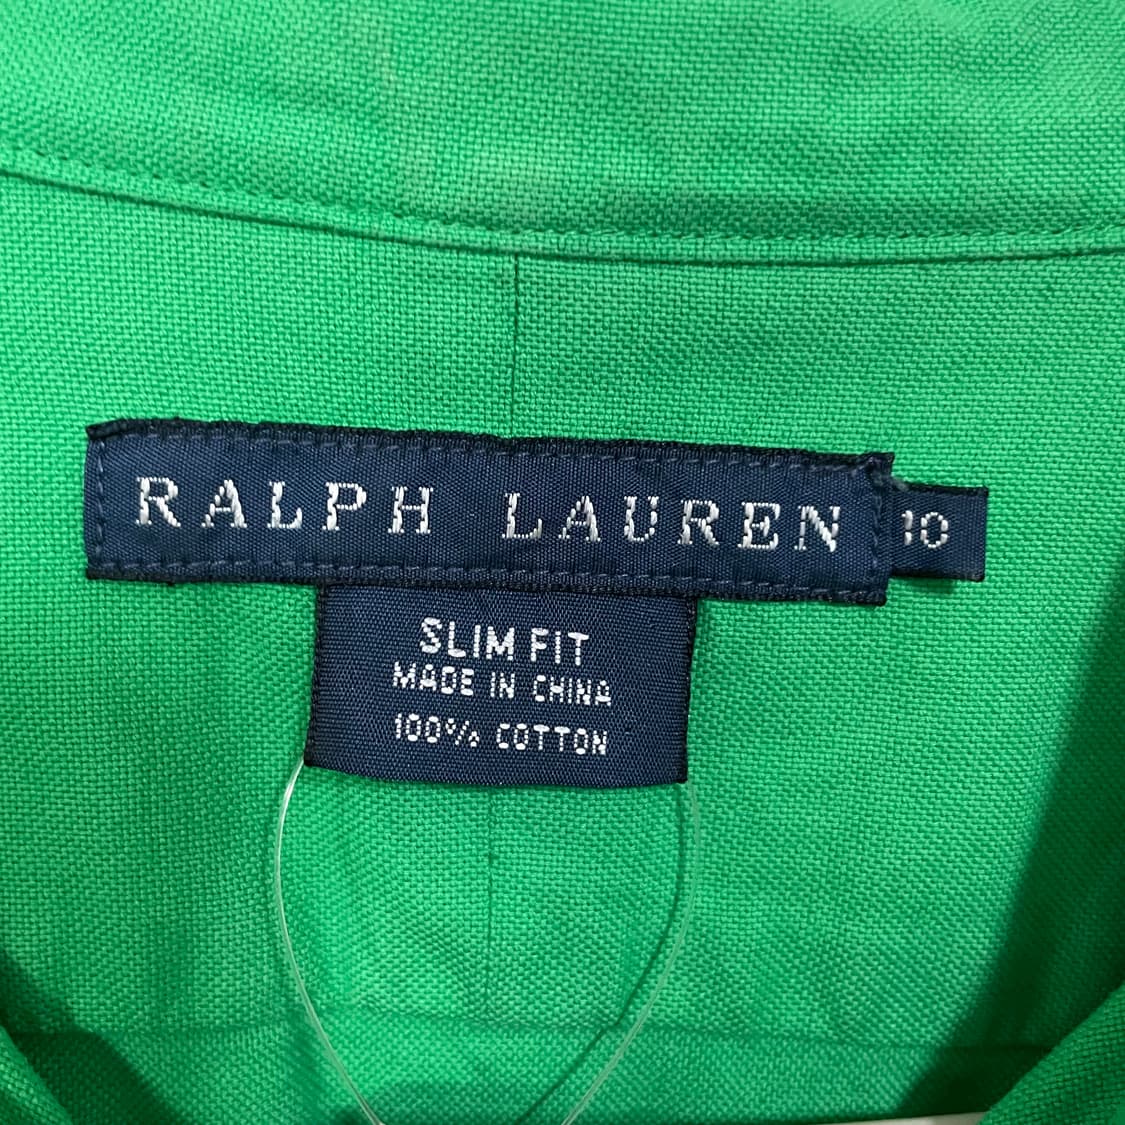 RALPH LAUREN 10
SLIM FIT
MADE IN CHINA
100% COTTON